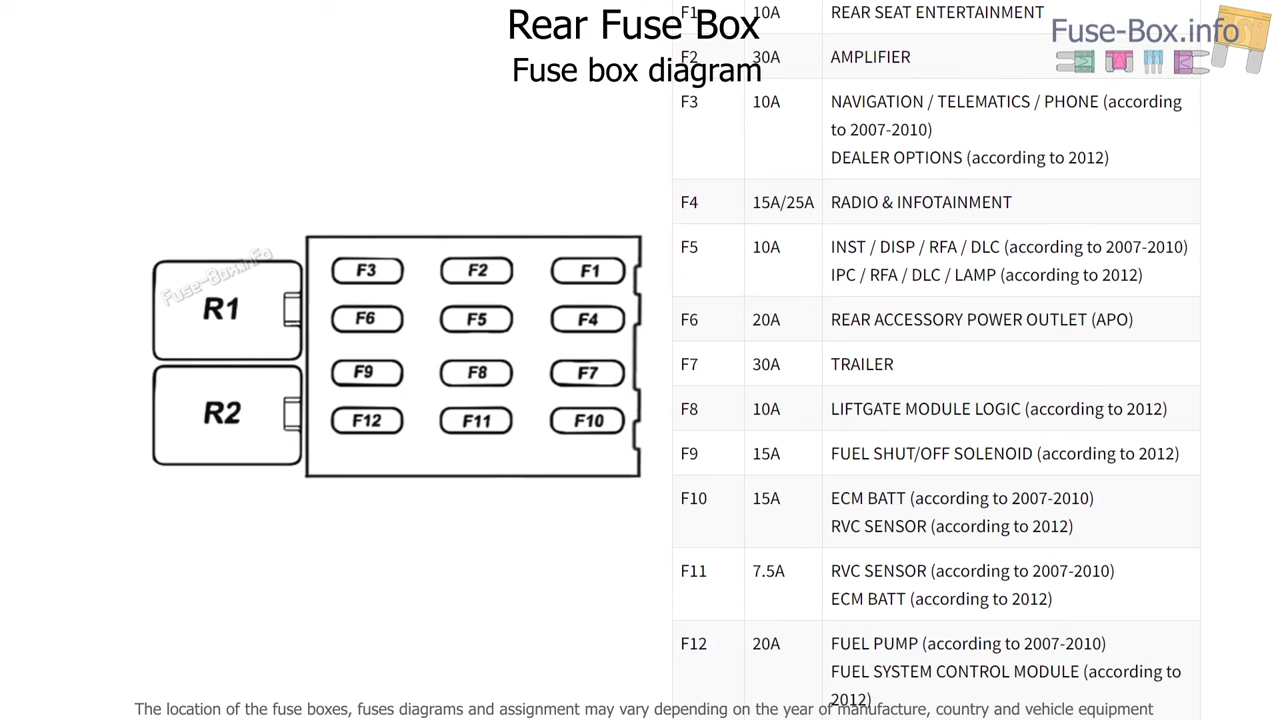 Rear Fuse Box
Fuse box diagram
Fuse-Box.info
F1 10A REAR SEAT ENTERTAINMENT
F2 30A AMPLIFIER
F3 10A NAVIGATION / TELEMATICS / PHONE (according
to 2007-2010)
DEALER OPTIONS (according to 2012)
F4 15A/25A RADIO & INFOTAINMENT
F5 10A INST / DISP / RFA / DLC (according to 2007-2010)
IPC / RFA / DLC / LAMP (according to 2012)
F6 20A REAR ACCESSORY POWER OUTLET (APO)
F7 30A TRAILER
F8 10A LIFTGATE MODULE LOGIC (according to 2012)
F9 15A FUEL SHUT/OFF SOLENOID (according to 2012)
F10 15A ECM BATT (according to 2007-2010)
RVC SENSOR (according to 2012)
F11 7.5A RVC SENSOR (according to 2007-2010)
ECM BATT (according to 2012)
F12 20A FUEL PUMP (according to 2007-2010)
FUEL SYSTEM CONTROL MODULE (according to
2012)
Fuse-Box.info
R1
R2
F3 F2 F1
F6 F5 F4
F9 F8 F7
F12 F11 F10
The location of the fuse boxes, fuses diagrams and assignment may vary depending on the year of manufacture, country and vehicle equipment